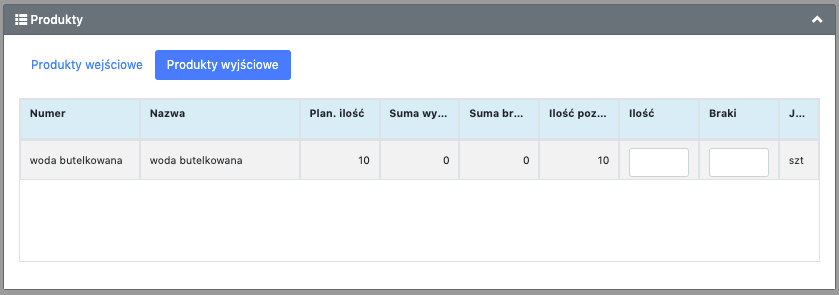 Produkty
Produkty wejściowe Produkty wyjściowe
Numer Nazwa Plan. ilość Suma wy... Suma br... Ilość poz... Ilość Braki J...
woda butelkowana woda butelkowana 10 0 0 10 szt